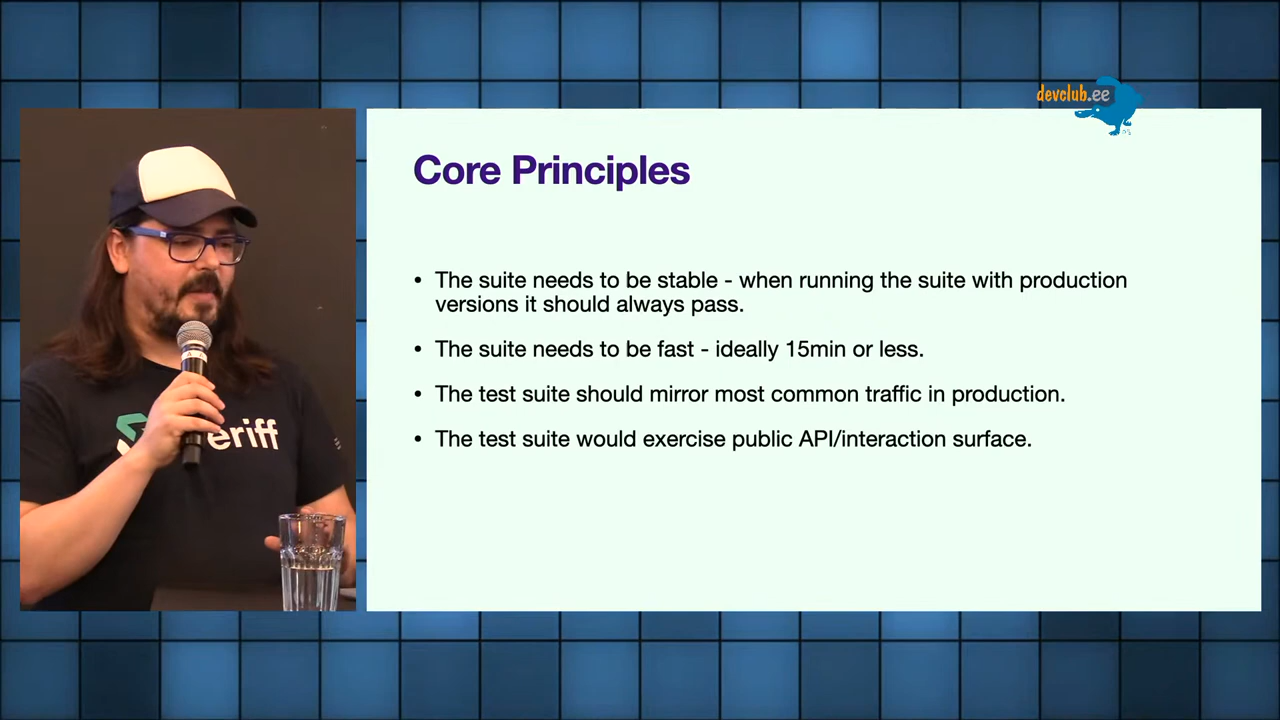 devclub.ee
Core Principles
• The suite needs to be stable - when running the suite with production
versions it should always pass.
• The suite needs to be fast - ideally 15min or less.
• The test suite should mirror most common traffic in production.
• The test suite would exercise public API/interaction surface.
eriff